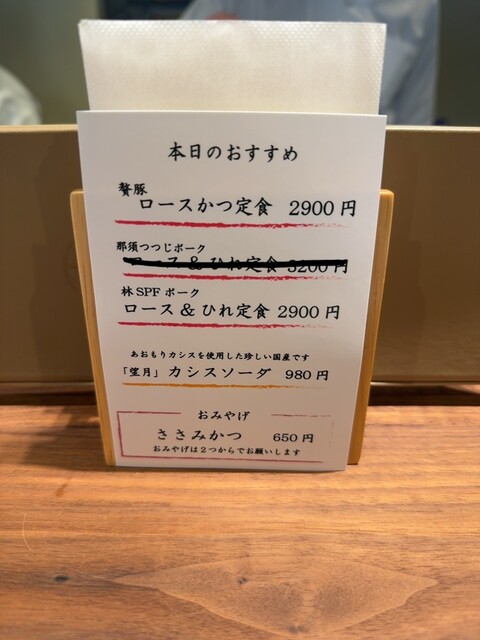 本日のおすすめ
贅豚
ロースかつ定食 2900円
那須つつじポーク
ロース&ひれ定食 3200円
林SPFポーク
ロース&ひれ定食 2900円
あおもりカシスを使用した珍しい国産です
「望月」カシスソーダ 980円
おみやげ
ささみかつ 650円
おみやげは2つからでお願いします